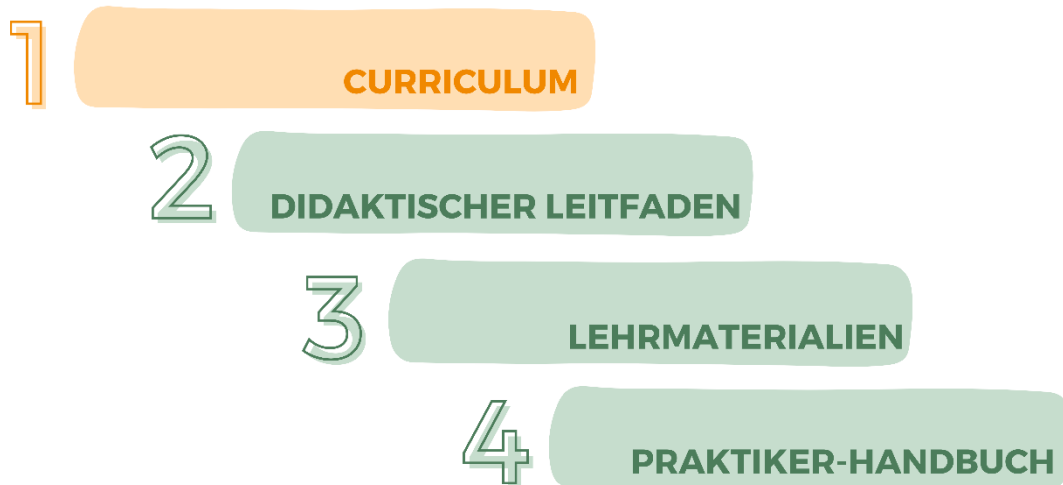 1 CURRICULUM
2 DIDAKTISCHER LEITFADEN
3 LEHRMATERIALIEN
4 PRAKTIKER-HANDBUCH